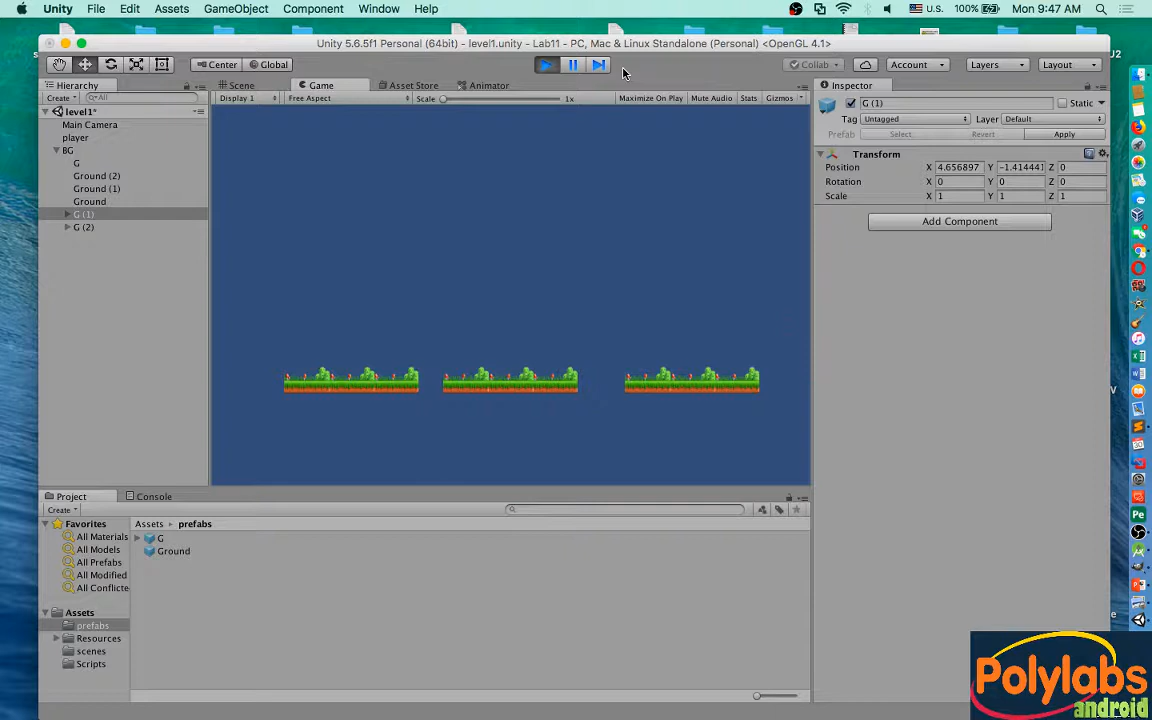 Unity File Edit Assets GameObject Component Window Help
U.S. 100% Mon 9:47 AM
Unity 5.6.5f1 Personal (64bit) - level1.unity - Lab11 - PC, Mac & Linux Standalone (Personal) <OpenGL 4.1>
Center Global Collab Account Layers Layout
Hierarchy Scene Game Asset Store Animator Inspector
Create All Display 1 Free Aspect Scale 1x Maximize On Play Mute Audio Stats Gizmos
G (1) Static
level1*
Tag Untagged Layer Default
Main Camera
Prefab Select Revert Apply
player
BG
Transform
G
Position X 4.656897 Y -1.414441 Z 0
Ground (2)
Rotation X 0 Y 0 Z 0
Ground (1)
Scale X 1 Y 1 Z 1
Ground
G (1)
Add Component
G (2)
Project Console
Create
Favorites
Assets prefabs
All Materials
G
All Models
Ground
All Prefabs
All Modified
All Conflicte
Assets
prefabs
Resources
scenes
Scripts
Polylabs
android